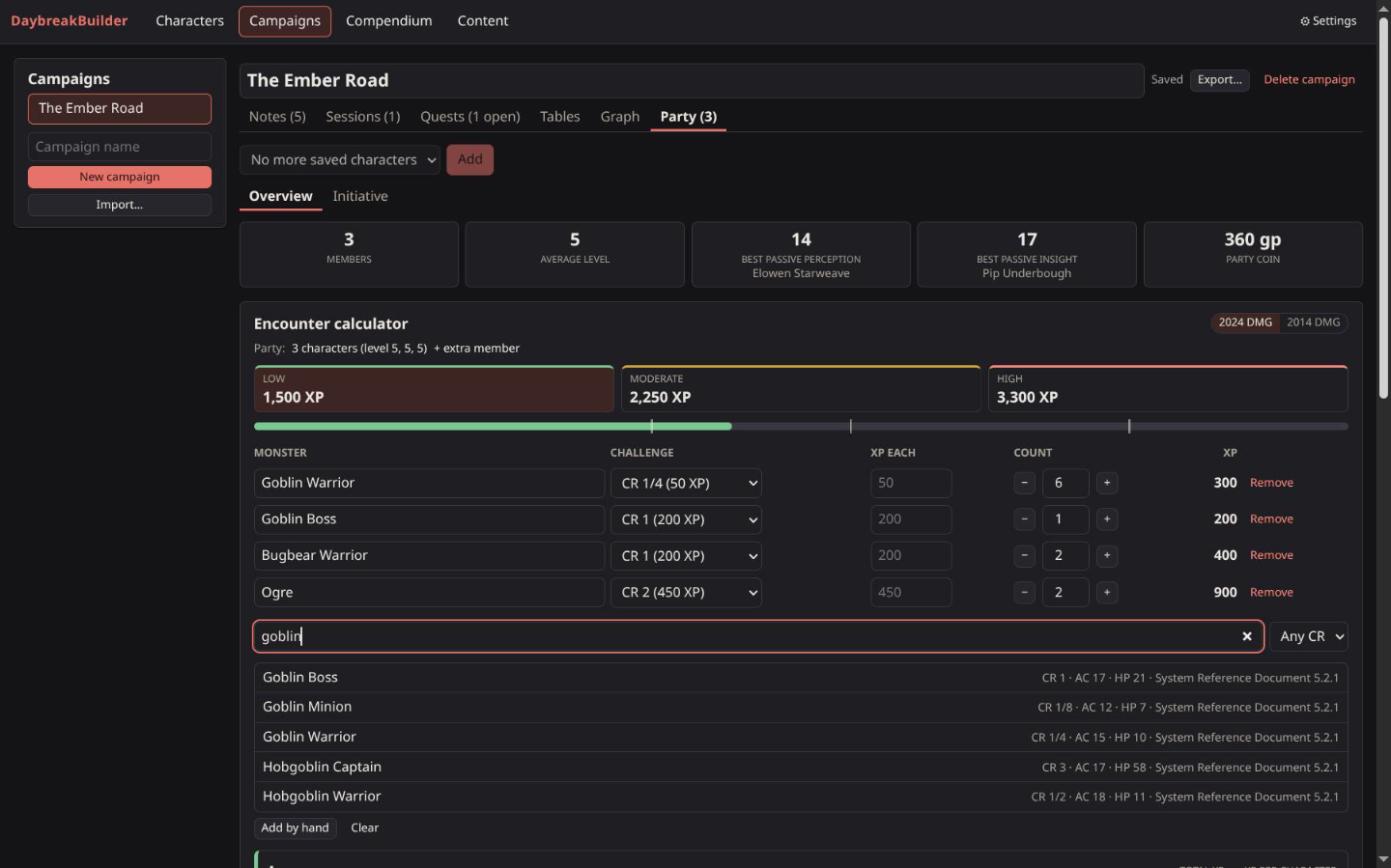 DaybreakBuilder Characters Campaigns Compendium Content ⚙ Settings
Campaigns
The Ember Road
Campaign name
New campaign
Import...
The Ember Road Saved Export... Delete campaign
Notes (5) Sessions (1) Quests (1 open) Tables Graph Party (3)
No more saved characters Add
Overview Initiative
3
MEMBERS
5
AVERAGE LEVEL
14
BEST PASSIVE PERCEPTION
Elowen Starweave
17
BEST PASSIVE INSIGHT
Pip Underbough
360 gp
PARTY COIN
Encounter calculator 2024 DMG 2014 DMG
Party: 3 characters (level 5, 5, 5) + extra member
LOW
1,500 XP
MODERATE
2,250 XP
HIGH
3,300 XP
MONSTER CHALLENGE XP EACH COUNT XP
Goblin Warrior CR 1/4 (50 XP) 50 − 6 + 300 Remove
Goblin Boss CR 1 (200 XP) 200 − 1 + 200 Remove
Bugbear Warrior CR 1 (200 XP) 200 − 2 + 400 Remove
Ogre CR 2 (450 XP) 450 − 2 + 900 Remove
goblin × Any CR
Goblin Boss CR 1 · AC 17 · HP 21 · System Reference Document 5.2.1
Goblin Minion CR 1/8 · AC 12 · HP 7 · System Reference Document 5.2.1
Goblin Warrior CR 1/4 · AC 15 · HP 10 · System Reference Document 5.2.1
Hobgoblin Captain CR 3 · AC 17 · HP 58 · System Reference Document 5.2.1
Hobgoblin Warrior CR 1/2 · AC 18 · HP 11 · System Reference Document 5.2.1
Add by hand Clear